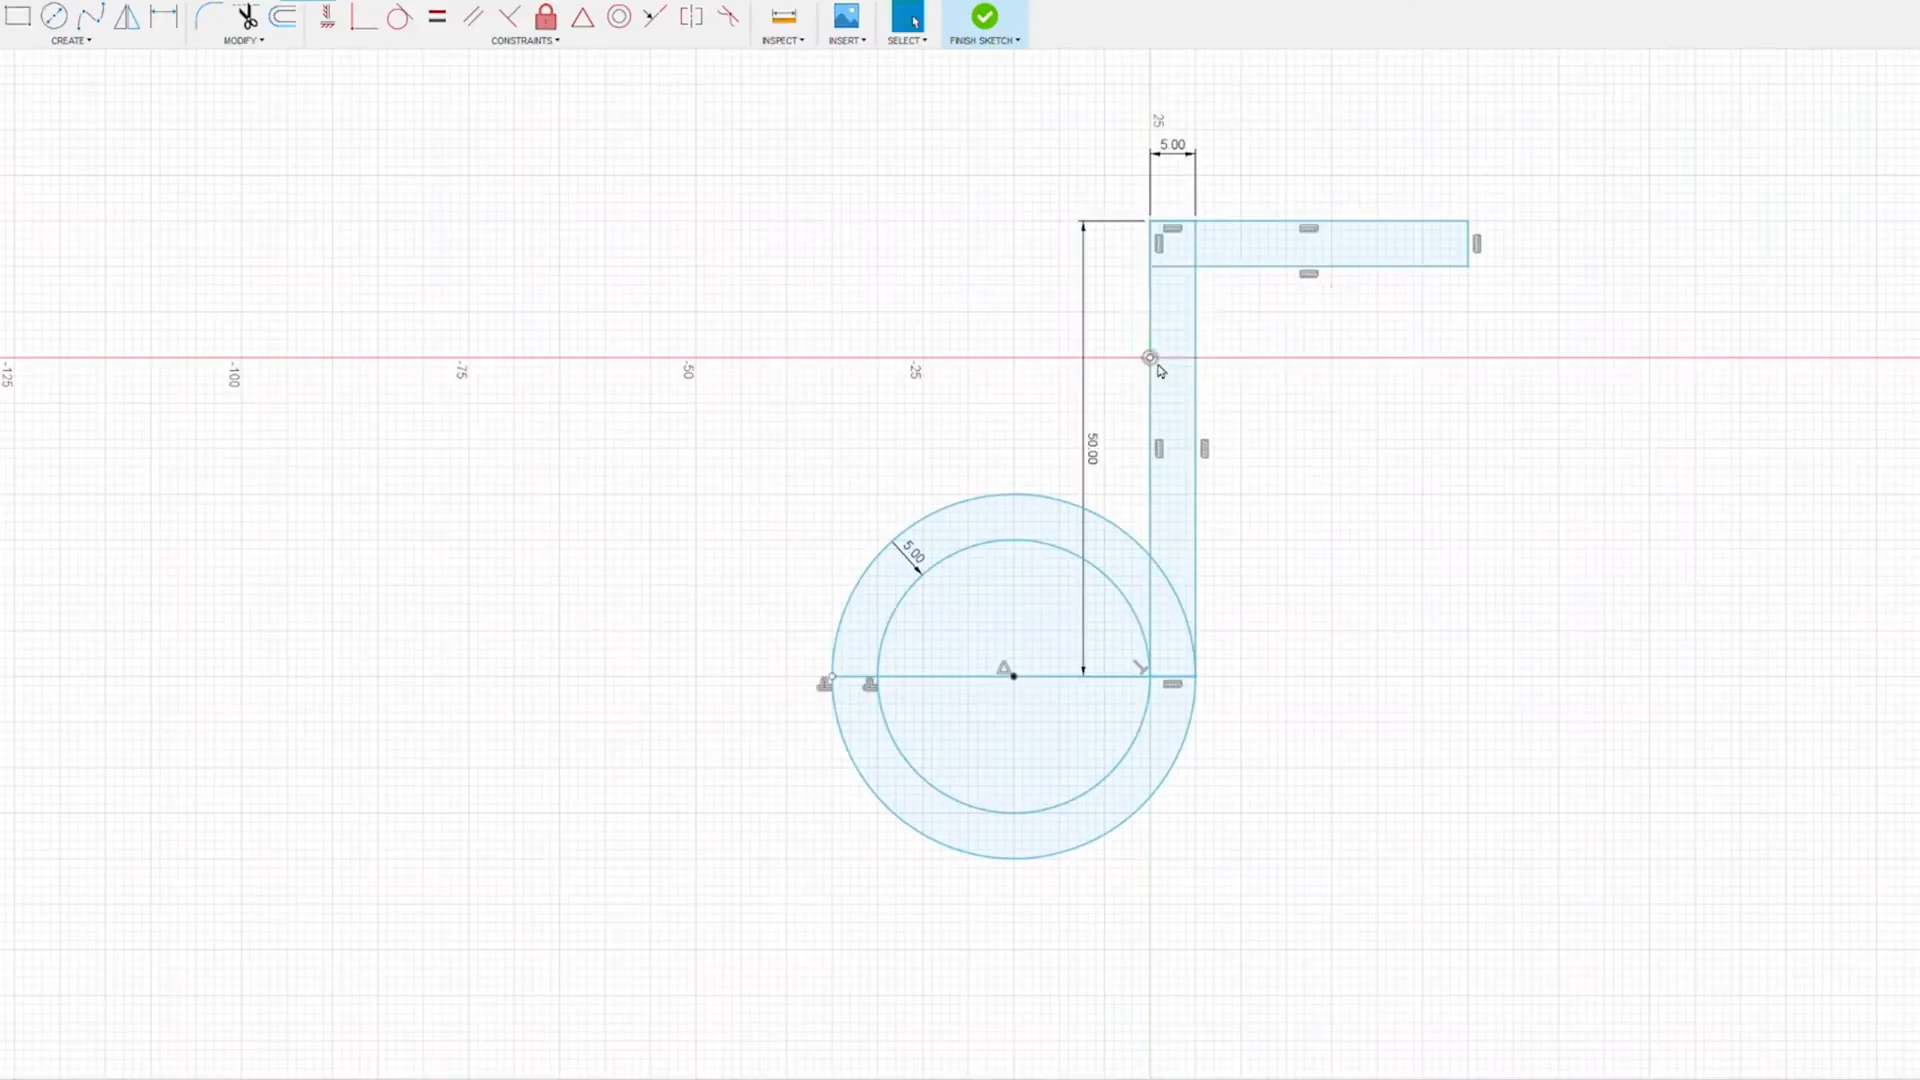 CREATE MODIFY CONSTRAINTS INSPECT INSERT SELECT FINISH SKETCH
25
5.00
-125 -100 -75 -50 -25
50.00
5.00